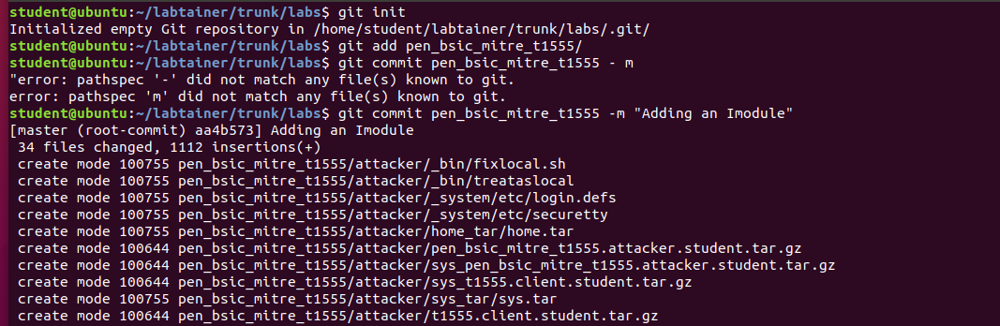 student@ubuntu:~/labtainer/trunk/labs$ git init
Initialized empty Git repository in /home/student/labtainer/trunk/labs/.git/
student@ubuntu:~/labtainer/trunk/labs$ git add pen_bsic_mitre_t1555/
student@ubuntu:~/labtainer/trunk/labs$ git commit pen_bsic_mitre_t1555 - m
"error: pathspec '-' did not match any file(s) known to git.
error: pathspec 'm' did not match any file(s) known to git.
student@ubuntu:~/labtainer/trunk/labs$ git commit pen_bsic_mitre_t1555 -m "Adding an Imodule"
[master (root-commit) aa4b573] Adding an Imodule
 34 files changed, 1112 insertions(+)
 create mode 100755 pen_bsic_mitre_t1555/attacker/_bin/fixlocal.sh
 create mode 100755 pen_bsic_mitre_t1555/attacker/_bin/treataslocal
 create mode 100755 pen_bsic_mitre_t1555/attacker/_system/etc/login.defs
 create mode 100755 pen_bsic_mitre_t1555/attacker/_system/etc/securetty
 create mode 100755 pen_bsic_mitre_t1555/attacker/home_tar/home.tar
 create mode 100644 pen_bsic_mitre_t1555/attacker/pen_bsic_mitre_t1555.attacker.student.tar.gz
 create mode 100755 pen_bsic_mitre_t1555/attacker/sys_pen_bsic_mitre_t1555.attacker.student.tar.gz
 create mode 100644 pen_bsic_mitre_t1555/attacker/sys_t1555.client.student.tar.gz
 create mode 100755 pen_bsic_mitre_t1555/attacker/sys_tar/sys.tar
 create mode 100644 pen_bsic_mitre_t1555/attacker/t1555.client.student.tar.gz